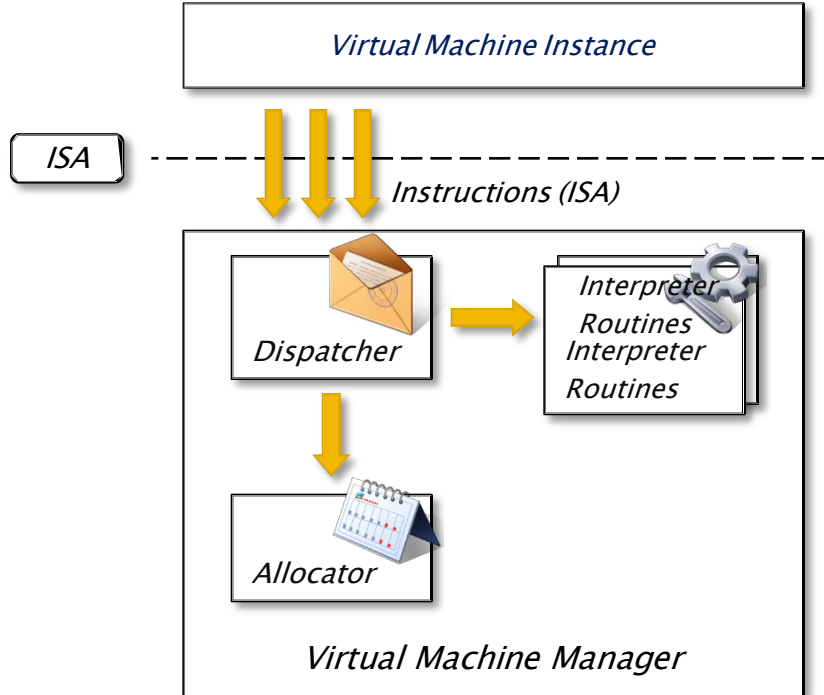 Virtual Machine Instance
ISA
Instructions (ISA)
Interpreter
Routines
Interpreter
Routines
Dispatcher
Allocator
Virtual Machine Manager